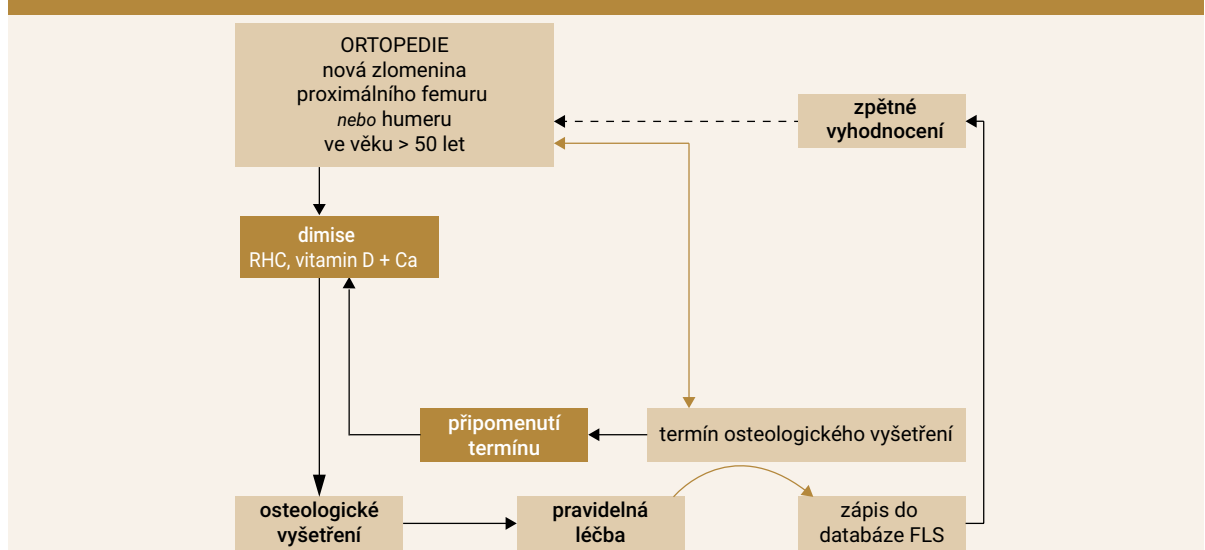 ORTOPEDIE
nová zlomenina
proximálního femuru
nebo humeru
ve věku > 50 let
zpětné
vyhodnocení
dimise
RHC, vitamin D + Ca
připomenutí
termínu
termín osteologického vyšetření
osteologické
vyšetření
pravidelná
léčba
zápis do
databáze FLS